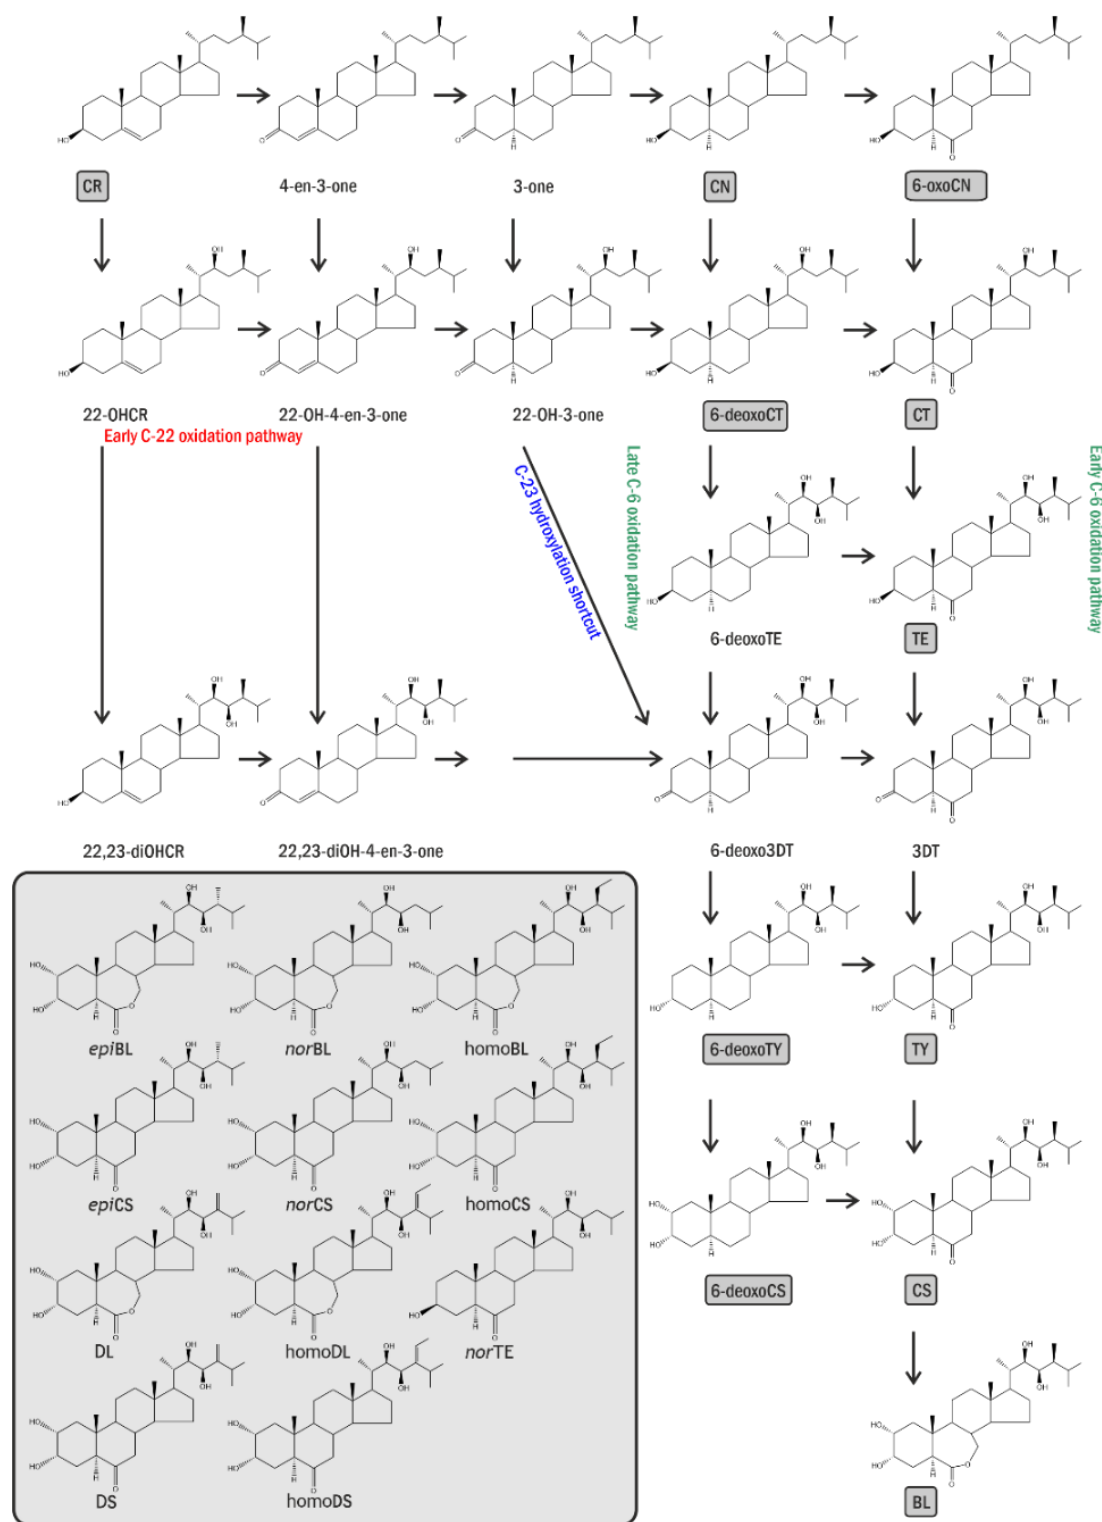 CR
4-en-3-one
3-one
CN
6-oxoCN
22-OHCR
22-OH-4-en-3-one
22-OH-3-one
6-deoxoCT
CT
Early C-22 oxidation pathway
C-23 hydroxylation shortcut
Late C-6 oxidation pathway
Early C-6 oxidation pathway
6-deoxoTE
TE
22,23-diOHCR
22,23-diOH-4-en-3-one
6-deoxo3DT
3DT
epiBL
norBL
homoBL
6-deoxoTY
TY
epiCS
norCS
homoCS
6-deoxoCS
CS
DL
homoDL
norTE
DS
homoDS
BL